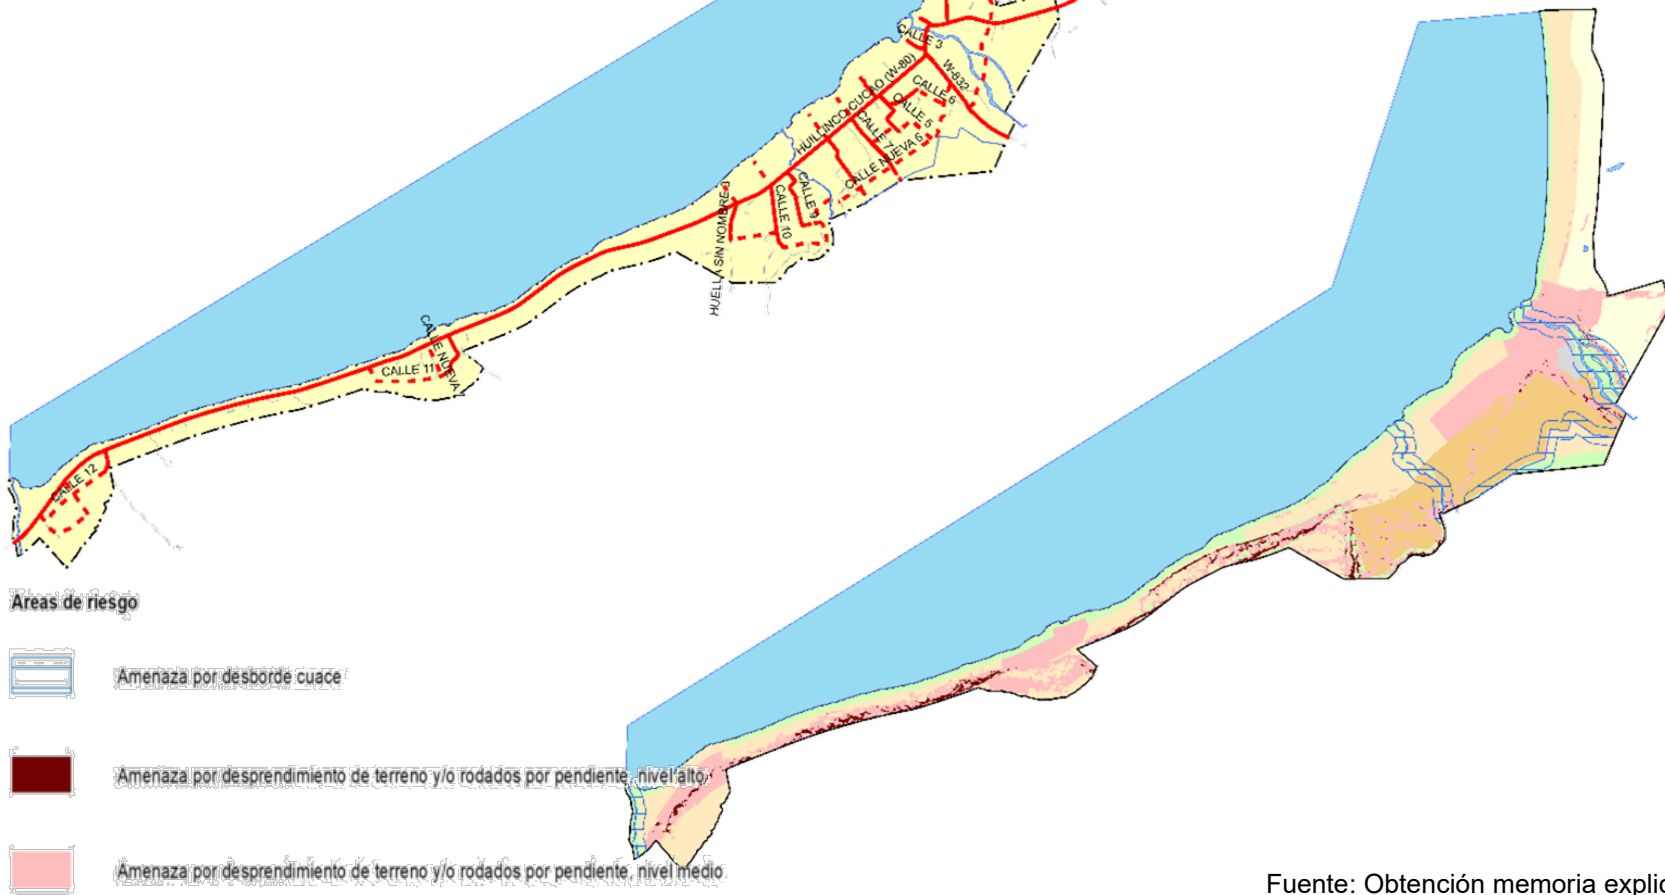 CALLE 3
HUILLINCO-CUCAO (W-80)
W-832
CALLE 6
CALLE 5
CALLE 7
CALLE NUEVA 6
CALLE 9
CALLE 10
HUELLA SIN NOMBRE
CALLE NUEVA
CALLE 11
CALLE 12
Areas de riesgo
Amenaza por desborde cuace
Amenaza por desprendimiento de terreno y/o rodados por pendiente, nivel alto
Amenaza por desprendimiento de terreno y/o rodados por pendiente, nivel medio
Fuente: Obtención memoria explic